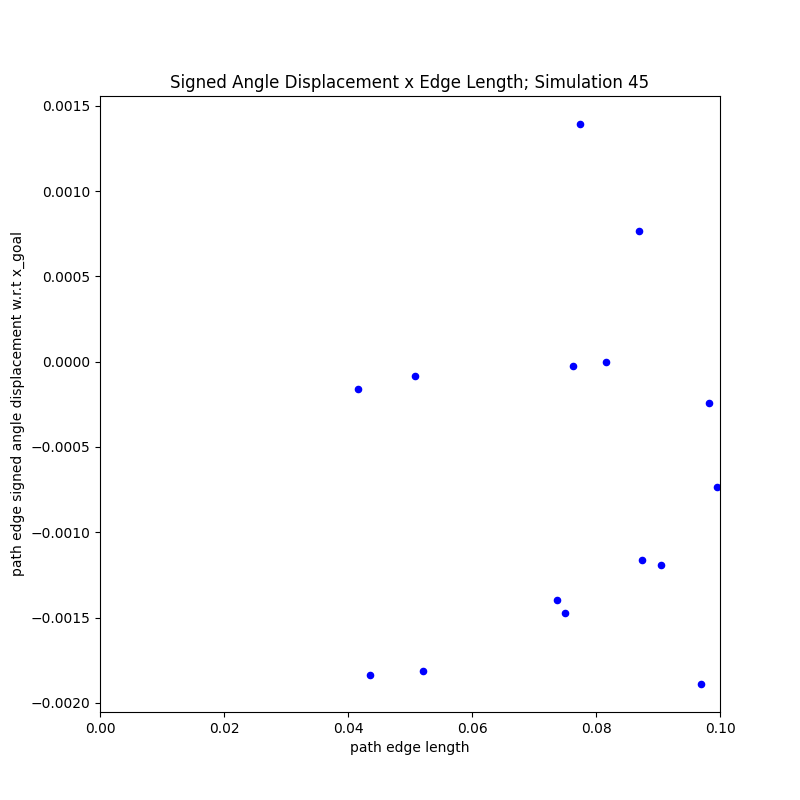 Signed Angle Displacement x Edge Length; Simulation 45
path edge signed angle displacement w.r.t x_goal
0.0015
0.0010
0.0005
0.0000
−0.0005
−0.0010
−0.0015
−0.0020
0.00 0.02 0.04 0.06 0.08 0.10
path edge length